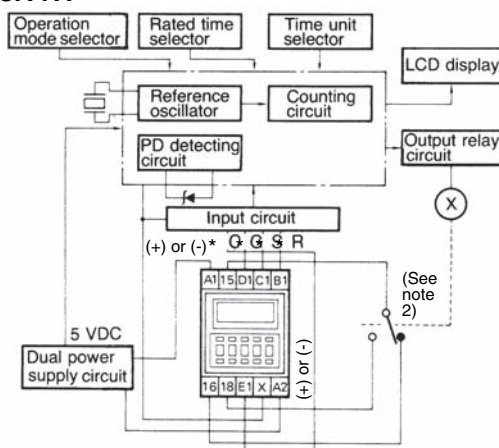 Operation
mode selector
Rated time
selector
Time unit
selector
LCD display
Reference
oscillator
Counting
circuit
PD detecting
circuit
Output relay
circuit
X
Input circuit
(+) or (-)* O* G* S* R
A1 15 D1 C1 B1
(See
note
2)
5 VDC
Dual power
supply circuit
(+) or (-)
16 18 E1 X A2